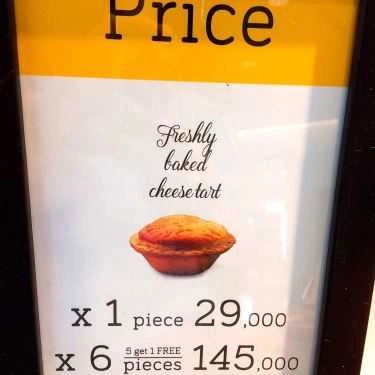 Price
Freshly
baked
cheese tart
x 1 piece 29,000
x 6 5 get 1 FREE pieces 145,000